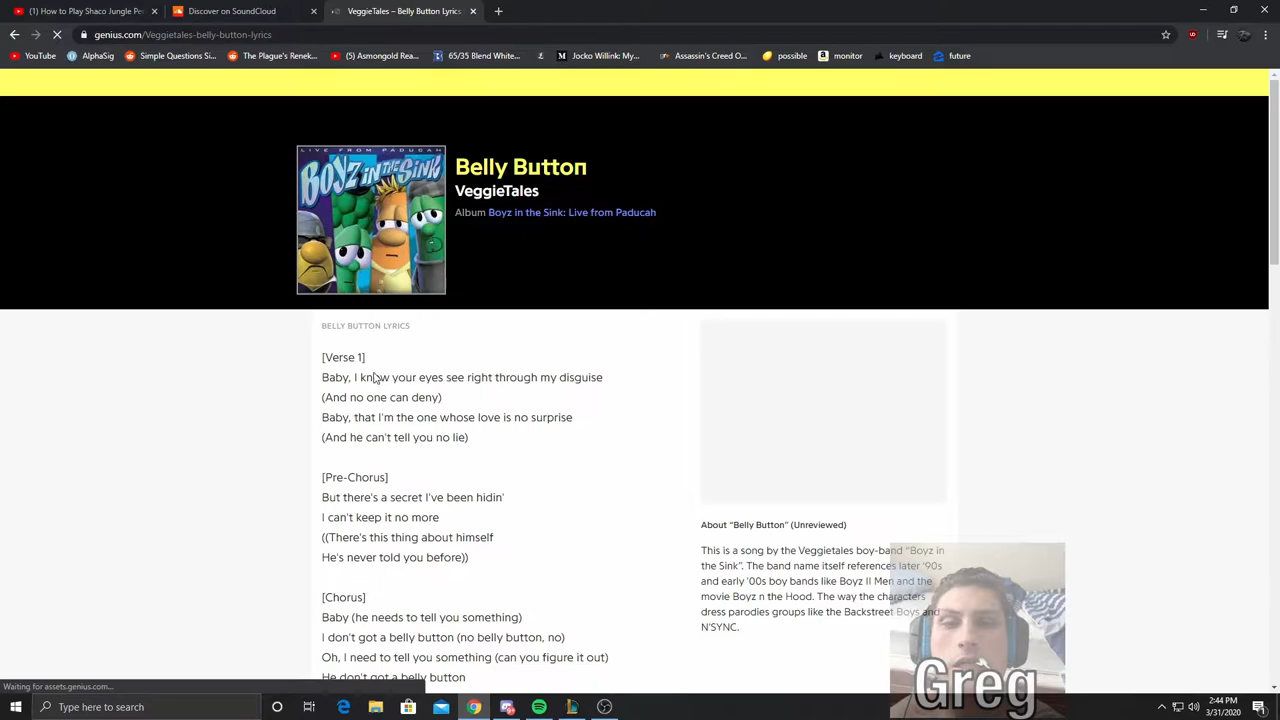 (1) How to Play Shaco Jungle Pe
Discover on SoundCloud
VeggieTales – Belly Button Lyrics
genius.com/Veggietales-belly-button-lyrics
YouTube
AlphaSig
Simple Questions Si...
The Plague's Renek...
(5) Asmongold Rea...
65/35 Blend White...
Jocko Willink: My...
Assassin's Creed O...
possible
monitor
keyboard
future
LIVE FROM PADUCAH
BOYZ IN THE SINK
Belly Button
VeggieTales
Album Boyz in the Sink: Live from Paducah
BELLY BUTTON LYRICS
[Verse 1]
Baby, I know your eyes see right through my disguise
(And no one can deny)
Baby, that I'm the one whose love is no surprise
(And he can't tell you no lie)
[Pre-Chorus]
But there's a secret I've been hidin'
I can't keep it no more
((There's this thing about himself
He's never told you before))
[Chorus]
Baby (he needs to tell you something)
I don't got a belly button (no belly button, no)
Oh, I need to tell you something (can you figure it out)
He don't got a belly button
About “Belly Button” (Unreviewed)
This is a song by the Veggietales boy-band “Boyz in
the Sink”. The band name itself references later ’90s
and early ’00s boy bands like Boyz II Men and the
movie Boyz n the Hood. The way the characters
dress parodies groups like the Backstreet Boys and
N’SYNC.
Greg
Waiting for assets.genius.com...
Type here to search
2:44 PM
3/31/2020